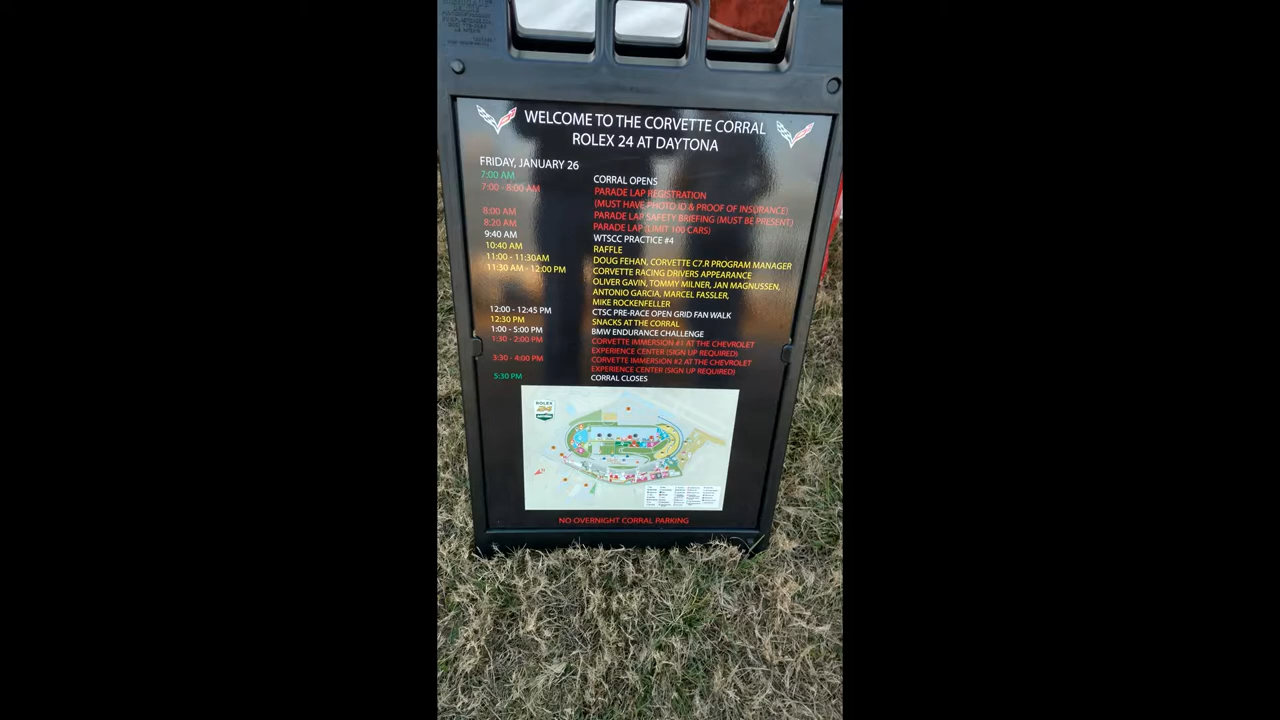 WELCOME TO THE CORVETTE CORRAL
ROLEX 24 AT DAYTONA
FRIDAY, JANUARY 26
7:00 AM CORRAL OPENS
7:00 - 8:00 AM PARADE LAP REGISTRATION
(MUST HAVE PHOTO ID & PROOF OF INSURANCE)
8:00 AM PARADE LAP SAFETY BRIEFING (MUST BE PRESENT)
8:20 AM PARADE LAP (LIMIT 100 CARS)
9:40 AM WTSCC PRACTICE #4
10:40 AM RAFFLE
11:00 - 11:30AM DOUG FEHAN, CORVETTE C7.R PROGRAM MANAGER
11:30 AM - 12:00 PM CORVETTE RACING DRIVERS APPEARANCE
OLIVER GAVIN, TOMMY MILNER, JAN MAGNUSSEN,
ANTONIO GARCIA, MARCEL FASSLER,
MIKE ROCKENFELLER
12:00 - 12:45 PM CTSC PRE-RACE OPEN GRID FAN WALK
12:30 PM SNACKS AT THE CORRAL
1:00 - 5:00 PM BMW ENDURANCE CHALLENGE
1:30 - 2:00 PM CORVETTE IMMERSION #1 AT THE CHEVROLET
EXPERIENCE CENTER (SIGN UP REQUIRED)
3:30 - 4:00 PM CORVETTE IMMERSION #2 AT THE CHEVROLET
EXPERIENCE CENTER (SIGN UP REQUIRED)
5:30 PM CORRAL CLOSES
ROLEX
24
NO OVERNIGHT CORRAL PARKING